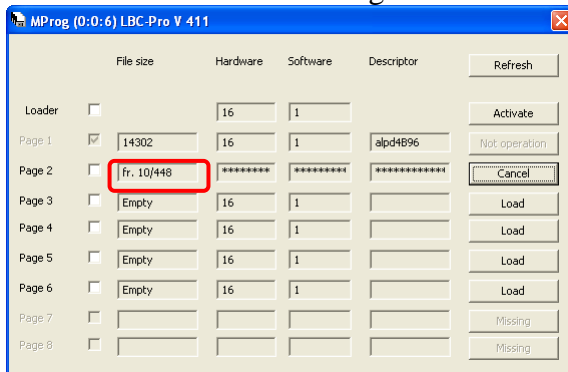 MProg (0:0:6) LBC-Pro V 411
File size Hardware Software Descriptor Refresh
Loader 16 1 Activate
Page 1 14302 16 1 alpd4B96 Not operation
Page 2 fr. 10/448 ******** ********* ************ Cancel
Page 3 Empty 16 1 Load
Page 4 Empty 16 1 Load
Page 5 Empty 16 1 Load
Page 6 Empty 16 1 Load
Page 7 Missing
Page 8 Missing